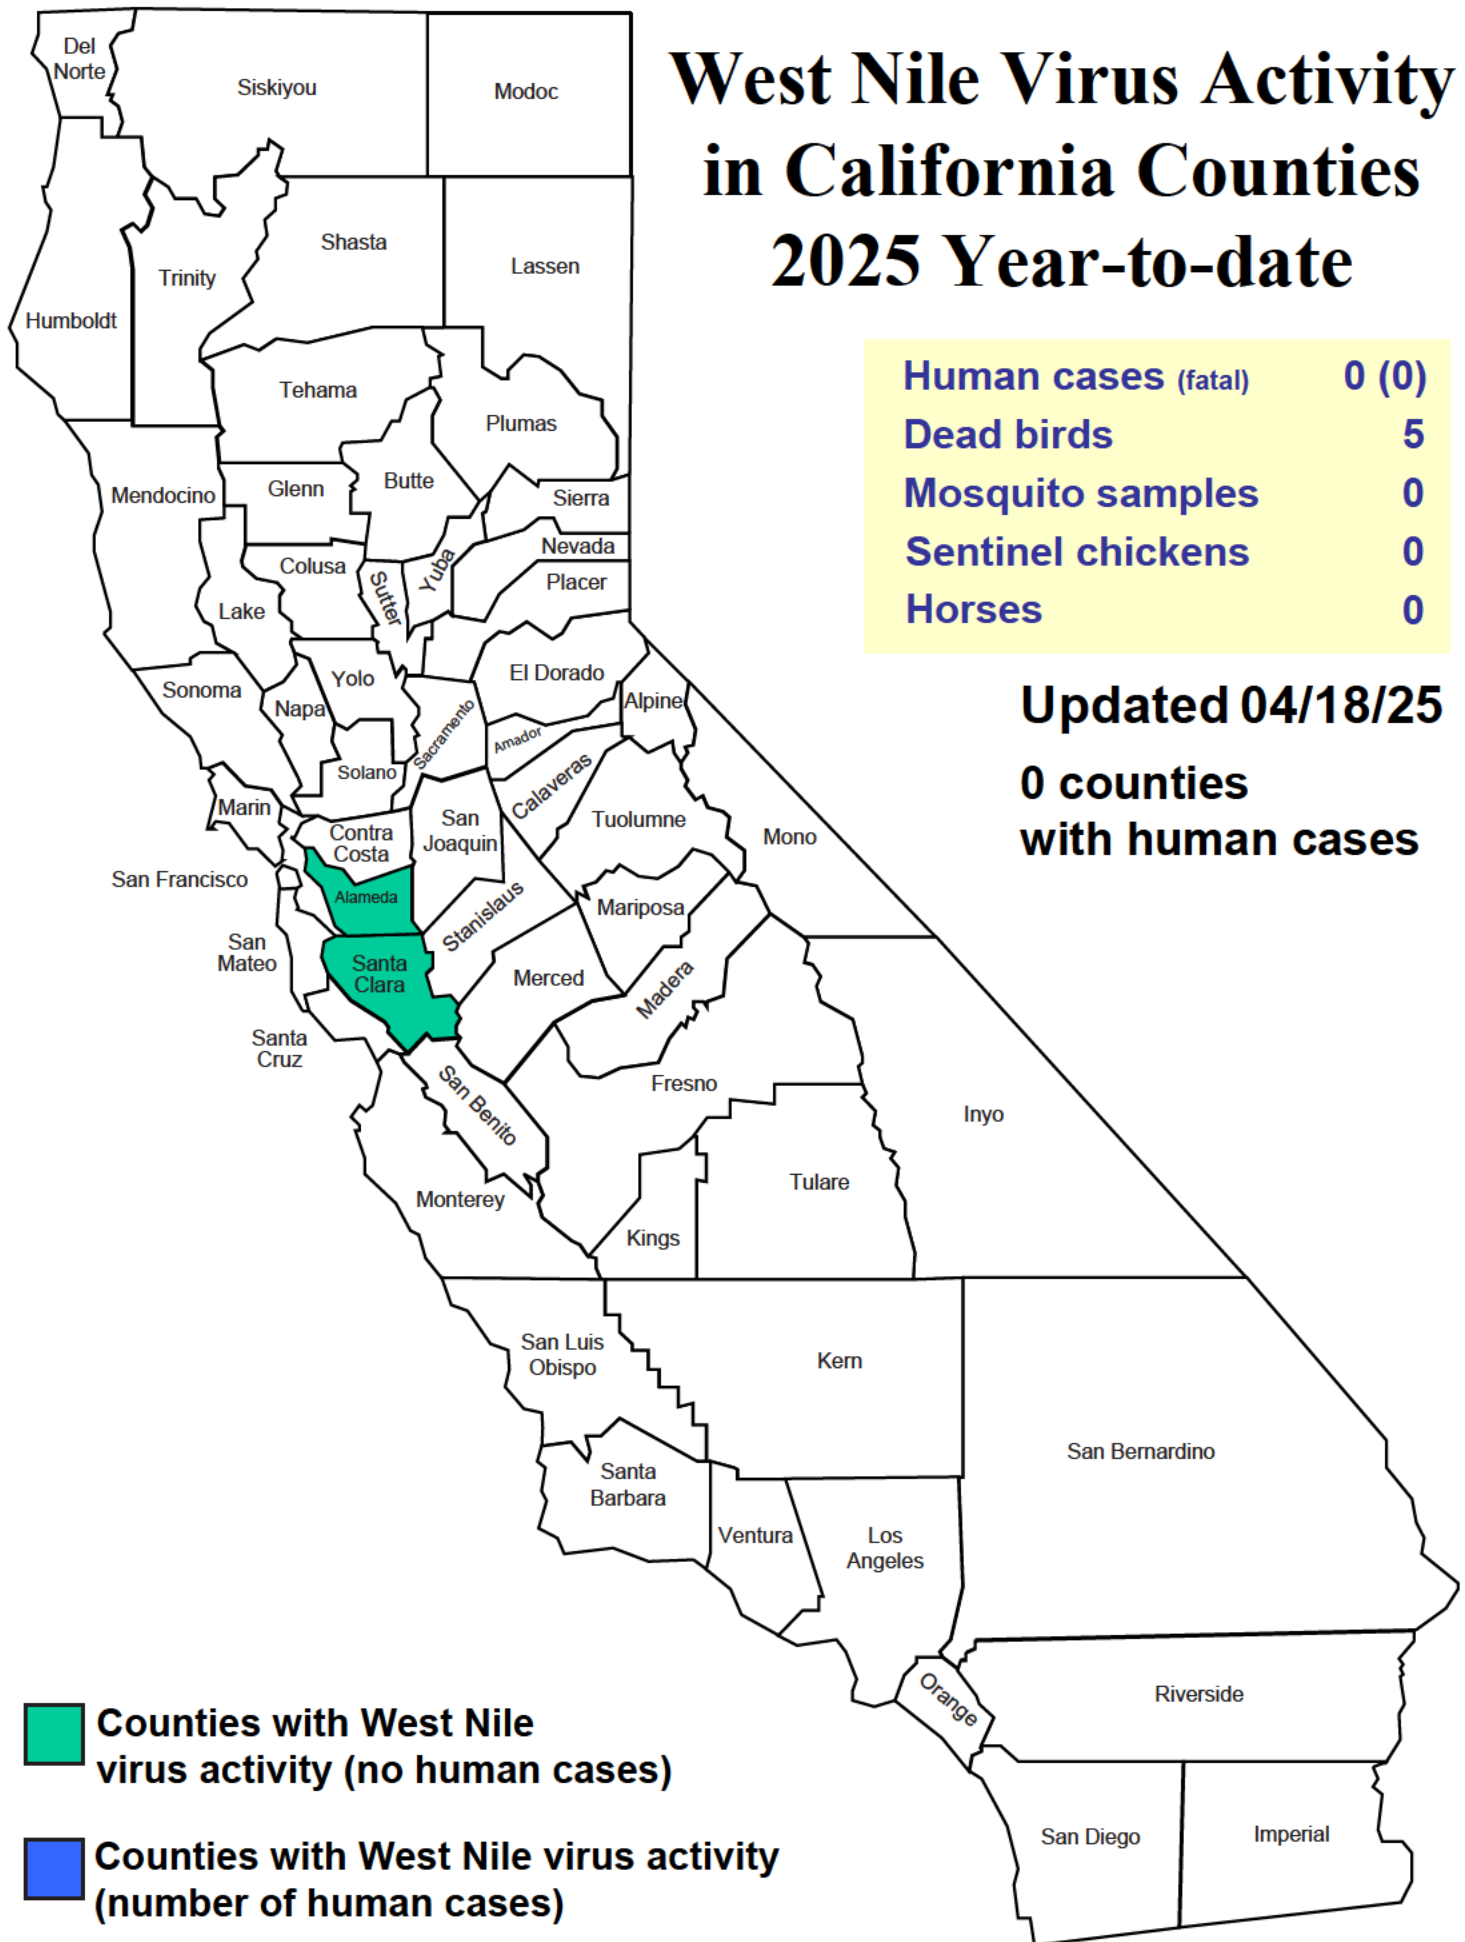 West Nile Virus Activity
in California Counties
2025 Year-to-date
Human cases (fatal) 0 (0)
Dead birds 5
Mosquito samples 0
Sentinel chickens 0
Horses 0
Updated 04/18/25
0 counties
with human cases
Del
Norte
Siskiyou
Modoc
Shasta
Lassen
Trinity
Humboldt
Tehama
Plumas
Butte
Glenn
Mendocino
Sierra
Nevada
Colusa
Sutter
Yuba
Placer
Lake
El Dorado
Yolo
Sonoma
Napa
Alpine
Sacramento
Amador
Solano
Calaveras
Marin
San
Joaquin
Tuolumne
Contra
Costa
Mono
San Francisco
Alameda
Stanislaus
Mariposa
San
Mateo
Santa
Clara
Merced
Madera
Santa
Cruz
Fresno
San Benito
Inyo
Tulare
Monterey
Kings
San Luis
Obispo
Kern
San Bernardino
Santa
Barbara
Ventura
Los
Angeles
Orange
Riverside
San Diego
Imperial
Counties with West Nile
virus activity (no human cases)
Counties with West Nile virus activity
(number of human cases)